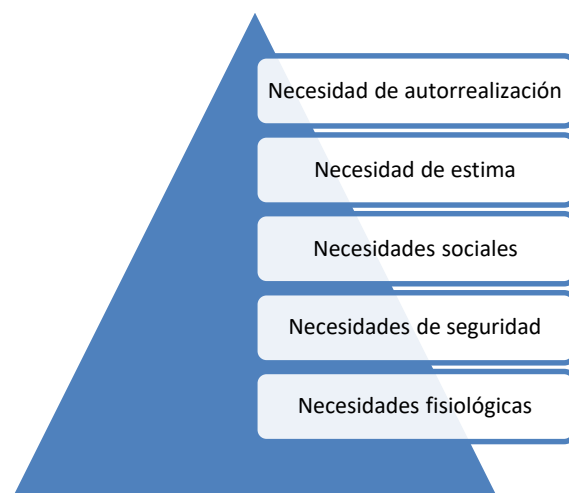 Necesidad de autorrealización
Necesidad de estima
Necesidades sociales
Necesidades de seguridad
Necesidades fisiológicas